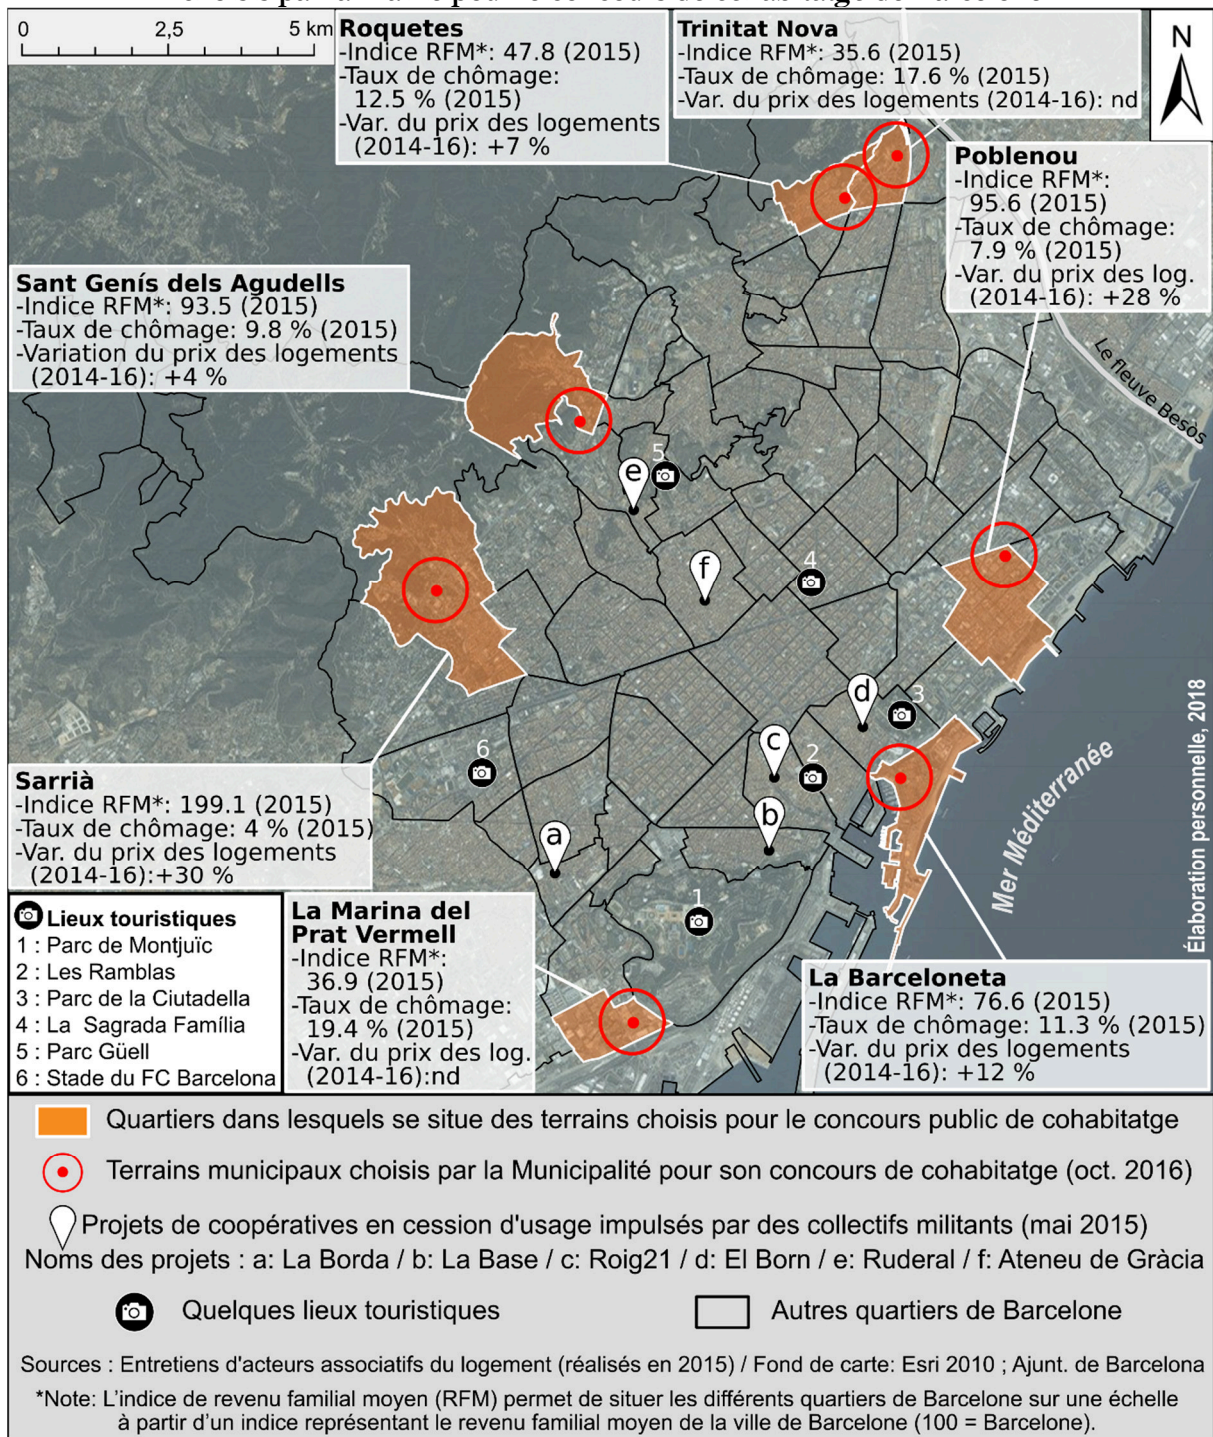 0 2,5 5 km
Roquetes
-Indice RFM*: 47.8 (2015)
-Taux de chômage:
12.5 % (2015)
-Var. du prix des logements
(2014-16): +7 %
Trinitat Nova
-Indice RFM*: 35.6 (2015)
-Taux de chômage: 17.6 % (2015)
-Var. du prix des logements (2014-16): nd
N
Poblenou
-Indice RFM*:
95.6 (2015)
-Taux de chômage:
7.9 % (2015)
-Var. du prix des log.
(2014-16): +28 %
Sant Genís dels Agudells
-Indice RFM*: 93.5 (2015)
-Taux de chômage: 9.8 % (2015)
-Variation du prix des logements
(2014-16): +4 %
Le fleuve Besòs
5
e
f
4
d
3
c
2
b
6
a
1
Mer Méditerranée
Élaboration personnelle, 2018
Sarrià
-Indice RFM*: 199.1 (2015)
-Taux de chômage: 4 % (2015)
-Var. du prix des logements
(2014-16):+30 %
Lieux touristiques
1 : Parc de Montjuïc
2 : Les Ramblas
3 : Parc de la Ciutadella
4 : La Sagrada Família
5 : Parc Güell
6 : Stade du FC Barcelona
La Marina del
Prat Vermell
-Indice RFM*:
36.9 (2015)
-Taux de chômage:
19.4 % (2015)
-Var. du prix des log.
(2014-16):nd
La Barceloneta
-Indice RFM*: 76.6 (2015)
-Taux de chômage: 11.3 % (2015)
-Var. du prix des logements
(2014-16): +12 %
Quartiers dans lesquels se situe des terrains choisis pour le concours public de cohabitatge
Terrains municipaux choisis par la Municipalité pour son concours de cohabitatge (oct. 2016)
Projets de coopératives en cession d'usage impulsés par des collectifs militants (mai 2015)
Noms des projets : a: La Borda / b: La Base / c: Roig21 / d: El Born / e: Ruderal / f: Ateneu de Gràcia
Quelques lieux touristiques
Autres quartiers de Barcelone
Sources : Entretiens d'acteurs associatifs du logement (réalisés en 2015) / Fond de carte: Esri 2010 ; Ajunt. de Barcelona
*Note: L'indice de revenu familial moyen (RFM) permet de situer les différents quartiers de Barcelone sur une échelle
à partir d'un indice représentant le revenu familial moyen de la ville de Barcelone (100 = Barcelone).